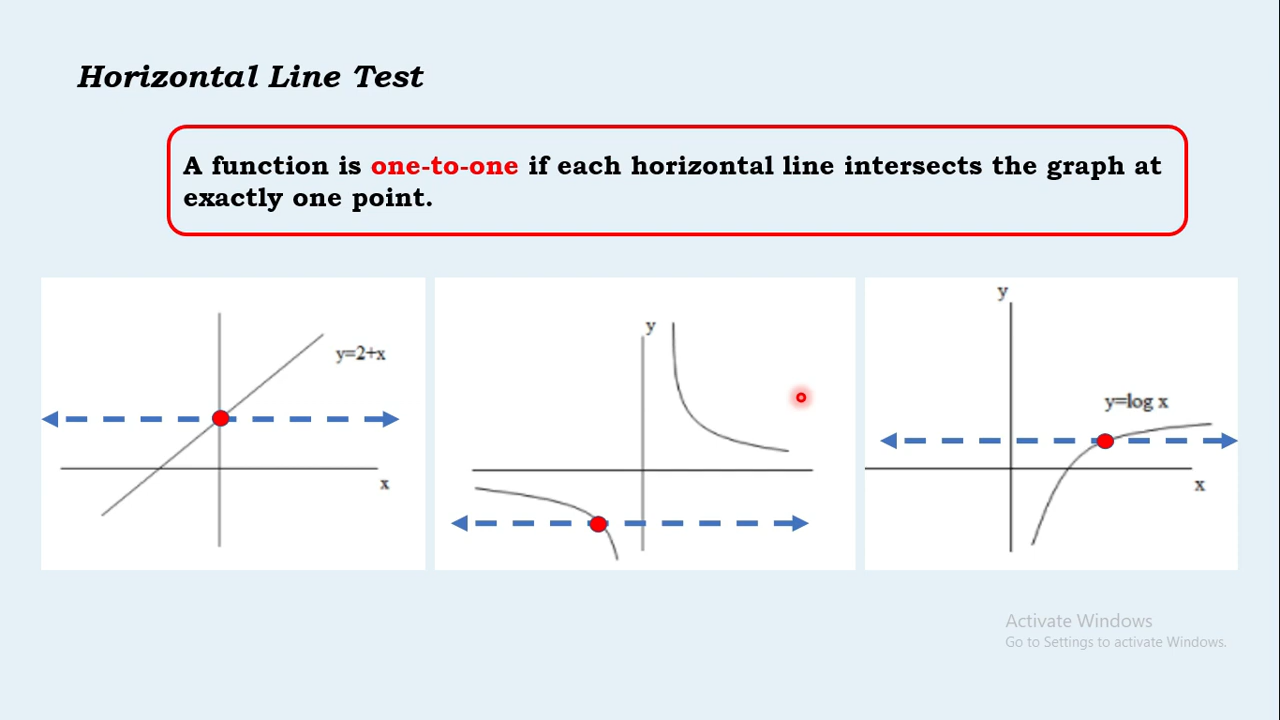 Horizontal Line Test
A function is one-to-one if each horizontal line intersects the graph at
exactly one point.
y=2+x
x
y
y
y=log x
x
Activate Windows
Go to Settings to activate Windows.